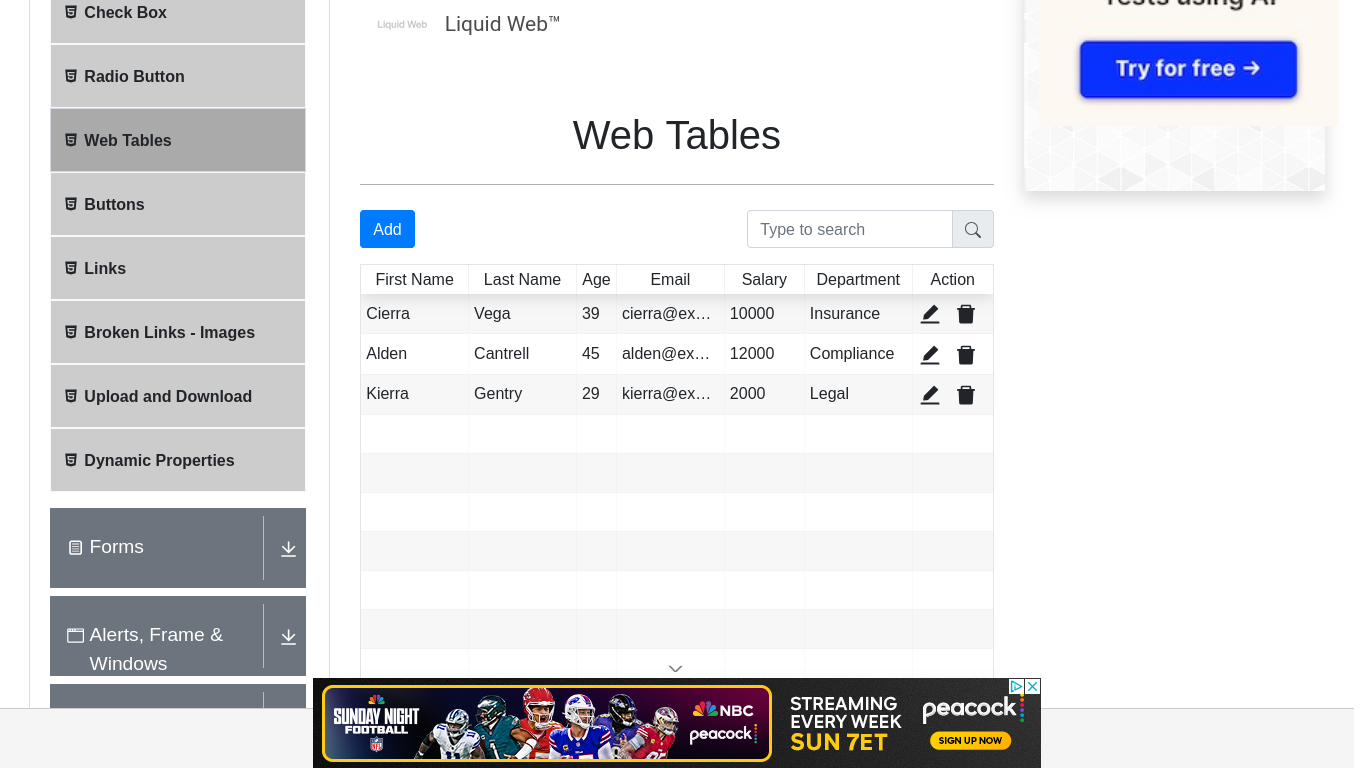 Check Box
Radio Button
Web Tables
Buttons
Links
Broken Links - Images
Upload and Download
Dynamic Properties
Forms
Alerts, Frame &
Windows
Liquid Web
Liquid Web™
Web Tables
Add
Type to search
First Name Last Name Age Email Salary Department Action
Cierra Vega 39 cierra@ex… 10000 Insurance
Alden Cantrell 45 alden@ex… 12000 Compliance
Kierra Gentry 29 kierra@ex… 2000 Legal
Tests using AI
Try for free →
SUNDAY NIGHT
FOOTBALL
NFL
NBC
peacock
STREAMING
EVERY WEEK
SUN 7ET
peacock
SIGN UP NOW